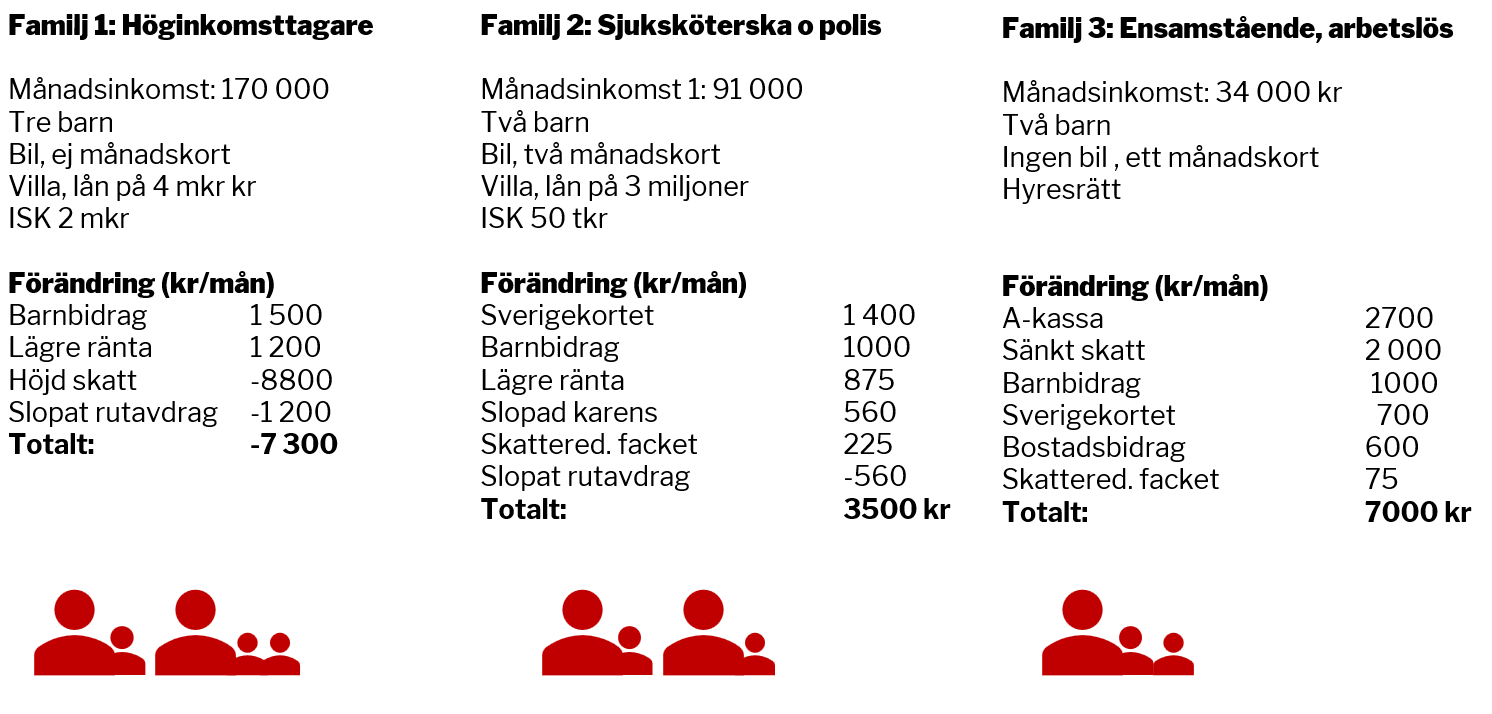 Familj 1: Höginkomsttagare
Månadsinkomst: 170 000
Tre barn
Bil, ej månadskort
Villa, lån på 4 mkr kr
ISK 2 mkr
Förändring (kr/mån)
Barnbidrag 1 500
Lägre ränta 1 200
Höjd skatt -8800
Slopat rutavdrag -1 200
Totalt: -7 300
Familj 2: Sjuksköterska o polis
Månadsinkomst 1: 91 000
Två barn
Bil, två månadskort
Villa, lån på 3 miljoner
ISK 50 tkr
Förändring (kr/mån)
Sverigekortet 1 400
Barnbidrag 1000
Lägre ränta 875
Slopad karens 560
Skattered. facket 225
Slopat rutavdrag -560
Totalt: 3500 kr
Familj 3: Ensamstående, arbetslös
Månadsinkomst: 34 000 kr
Två barn
Ingen bil , ett månadskort
Hyresrätt
Förändring (kr/mån)
A-kassa 2700
Sänkt skatt 2 000
Barnbidrag 1000
Sverigekortet 700
Bostadsbidrag 600
Skattered. facket 75
Totalt: 7000 kr